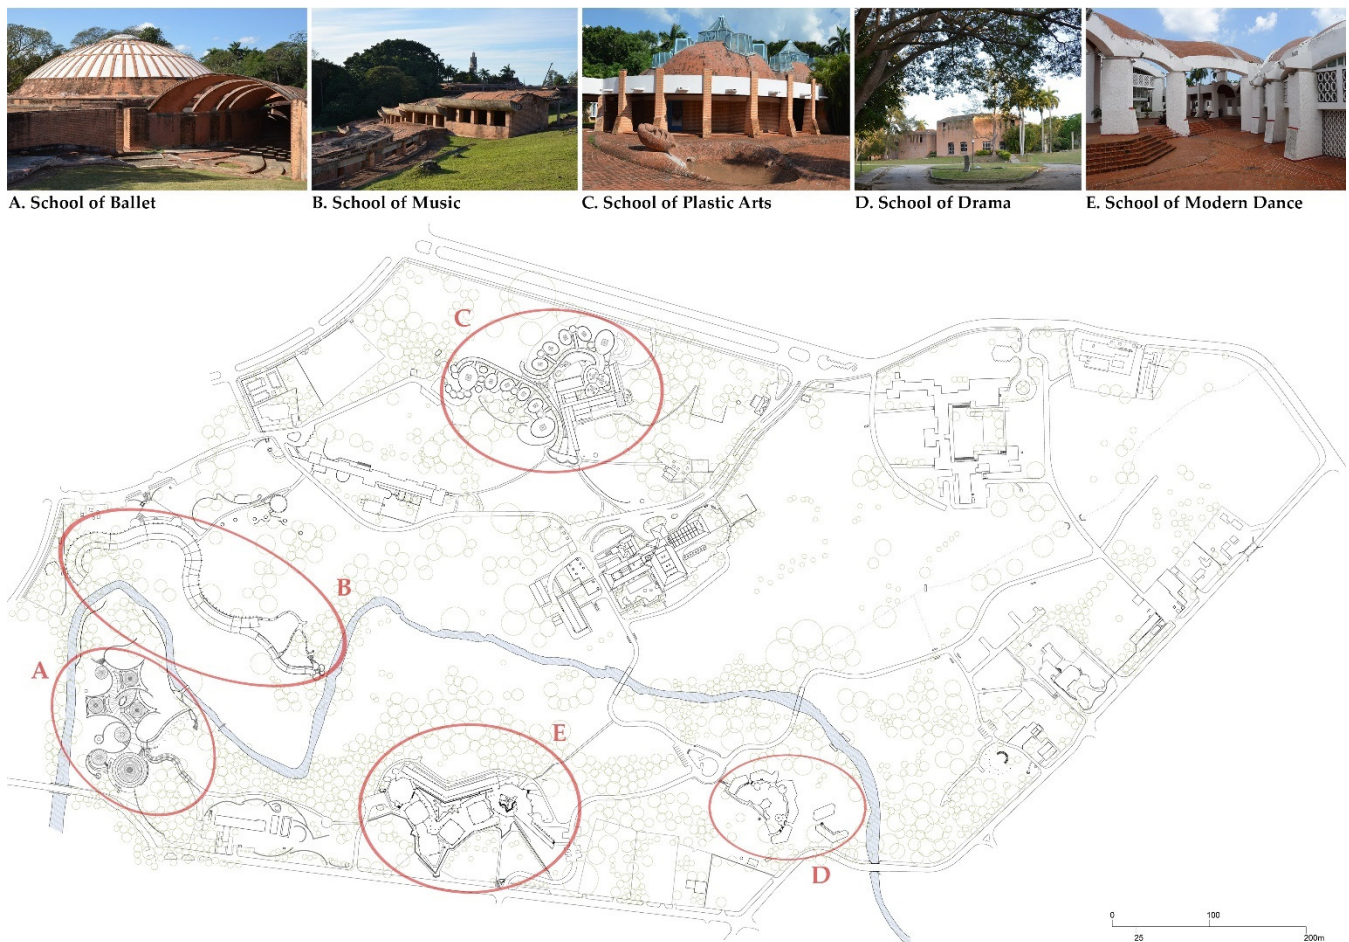 A. School of Ballet
B. School of Music
C. School of Plastic Arts
D. School of Drama
E. School of Modern Dance
C
B
A
E
D
0 100
25 200m